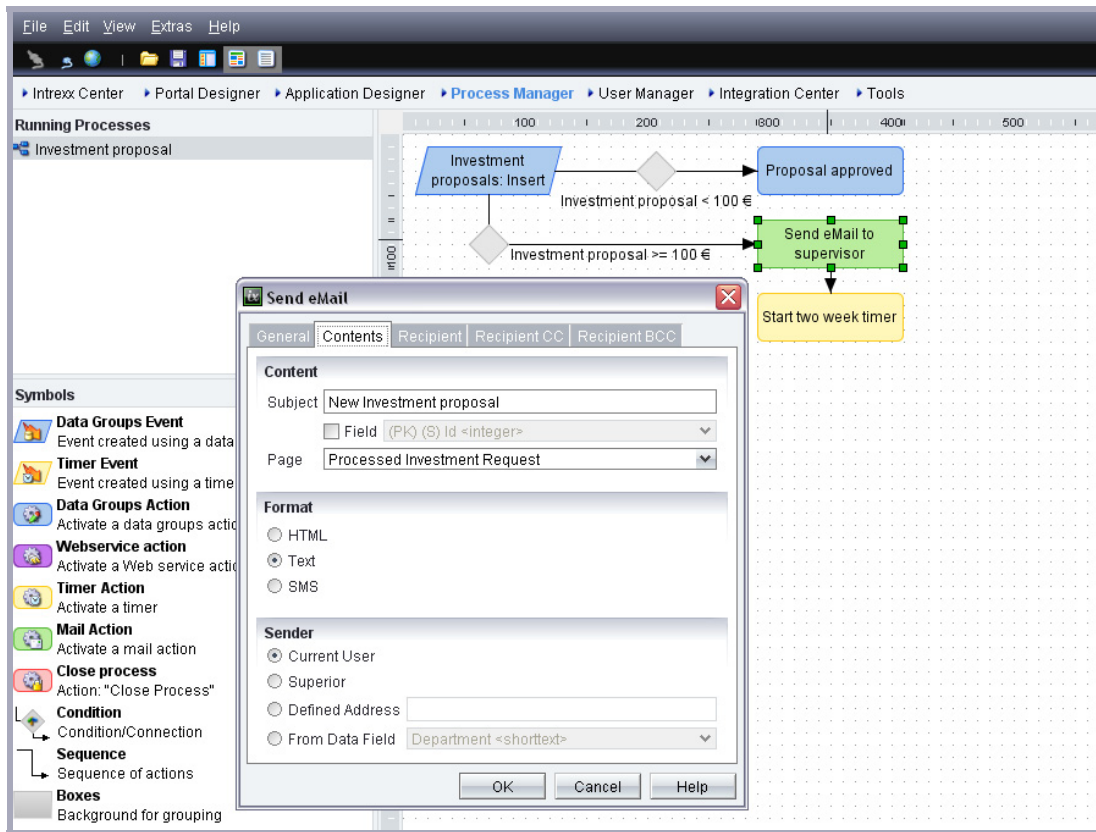 File Edit View Extras Help
Intrexx Center Portal Designer Application Designer Process Manager User Manager Integration Center Tools
Running Processes
Investment proposal
100 200 400 500
100
Investment
proposals: Insert
Investment proposal < 100 €
Proposal approved
Investment proposal >= 100 €
Send eMail to
supervisor
Start two week timer
Symbols
Data Groups Event
Event created using a data
Timer Event
Event created using a time
Data Groups Action
Activate a data groups actio
Webservice action
Activate a Web service actio
Timer Action
Activate a timer
Mail Action
Activate a mail action
Close process
Action: "Close Process"
Condition
Condition/Connection
Sequence
Sequence of actions
Boxes
Background for grouping
Send eMail
General Contents Recipient Recipient CC Recipient BCC
Content
Subject New Investment proposal
Field (PK) (S) Id <integer>
Page Processed Investment Request
Format
HTML
Text
SMS
Sender
Current User
Superior
Defined Address
From Data Field Department <shorttext>
OK Cancel Help